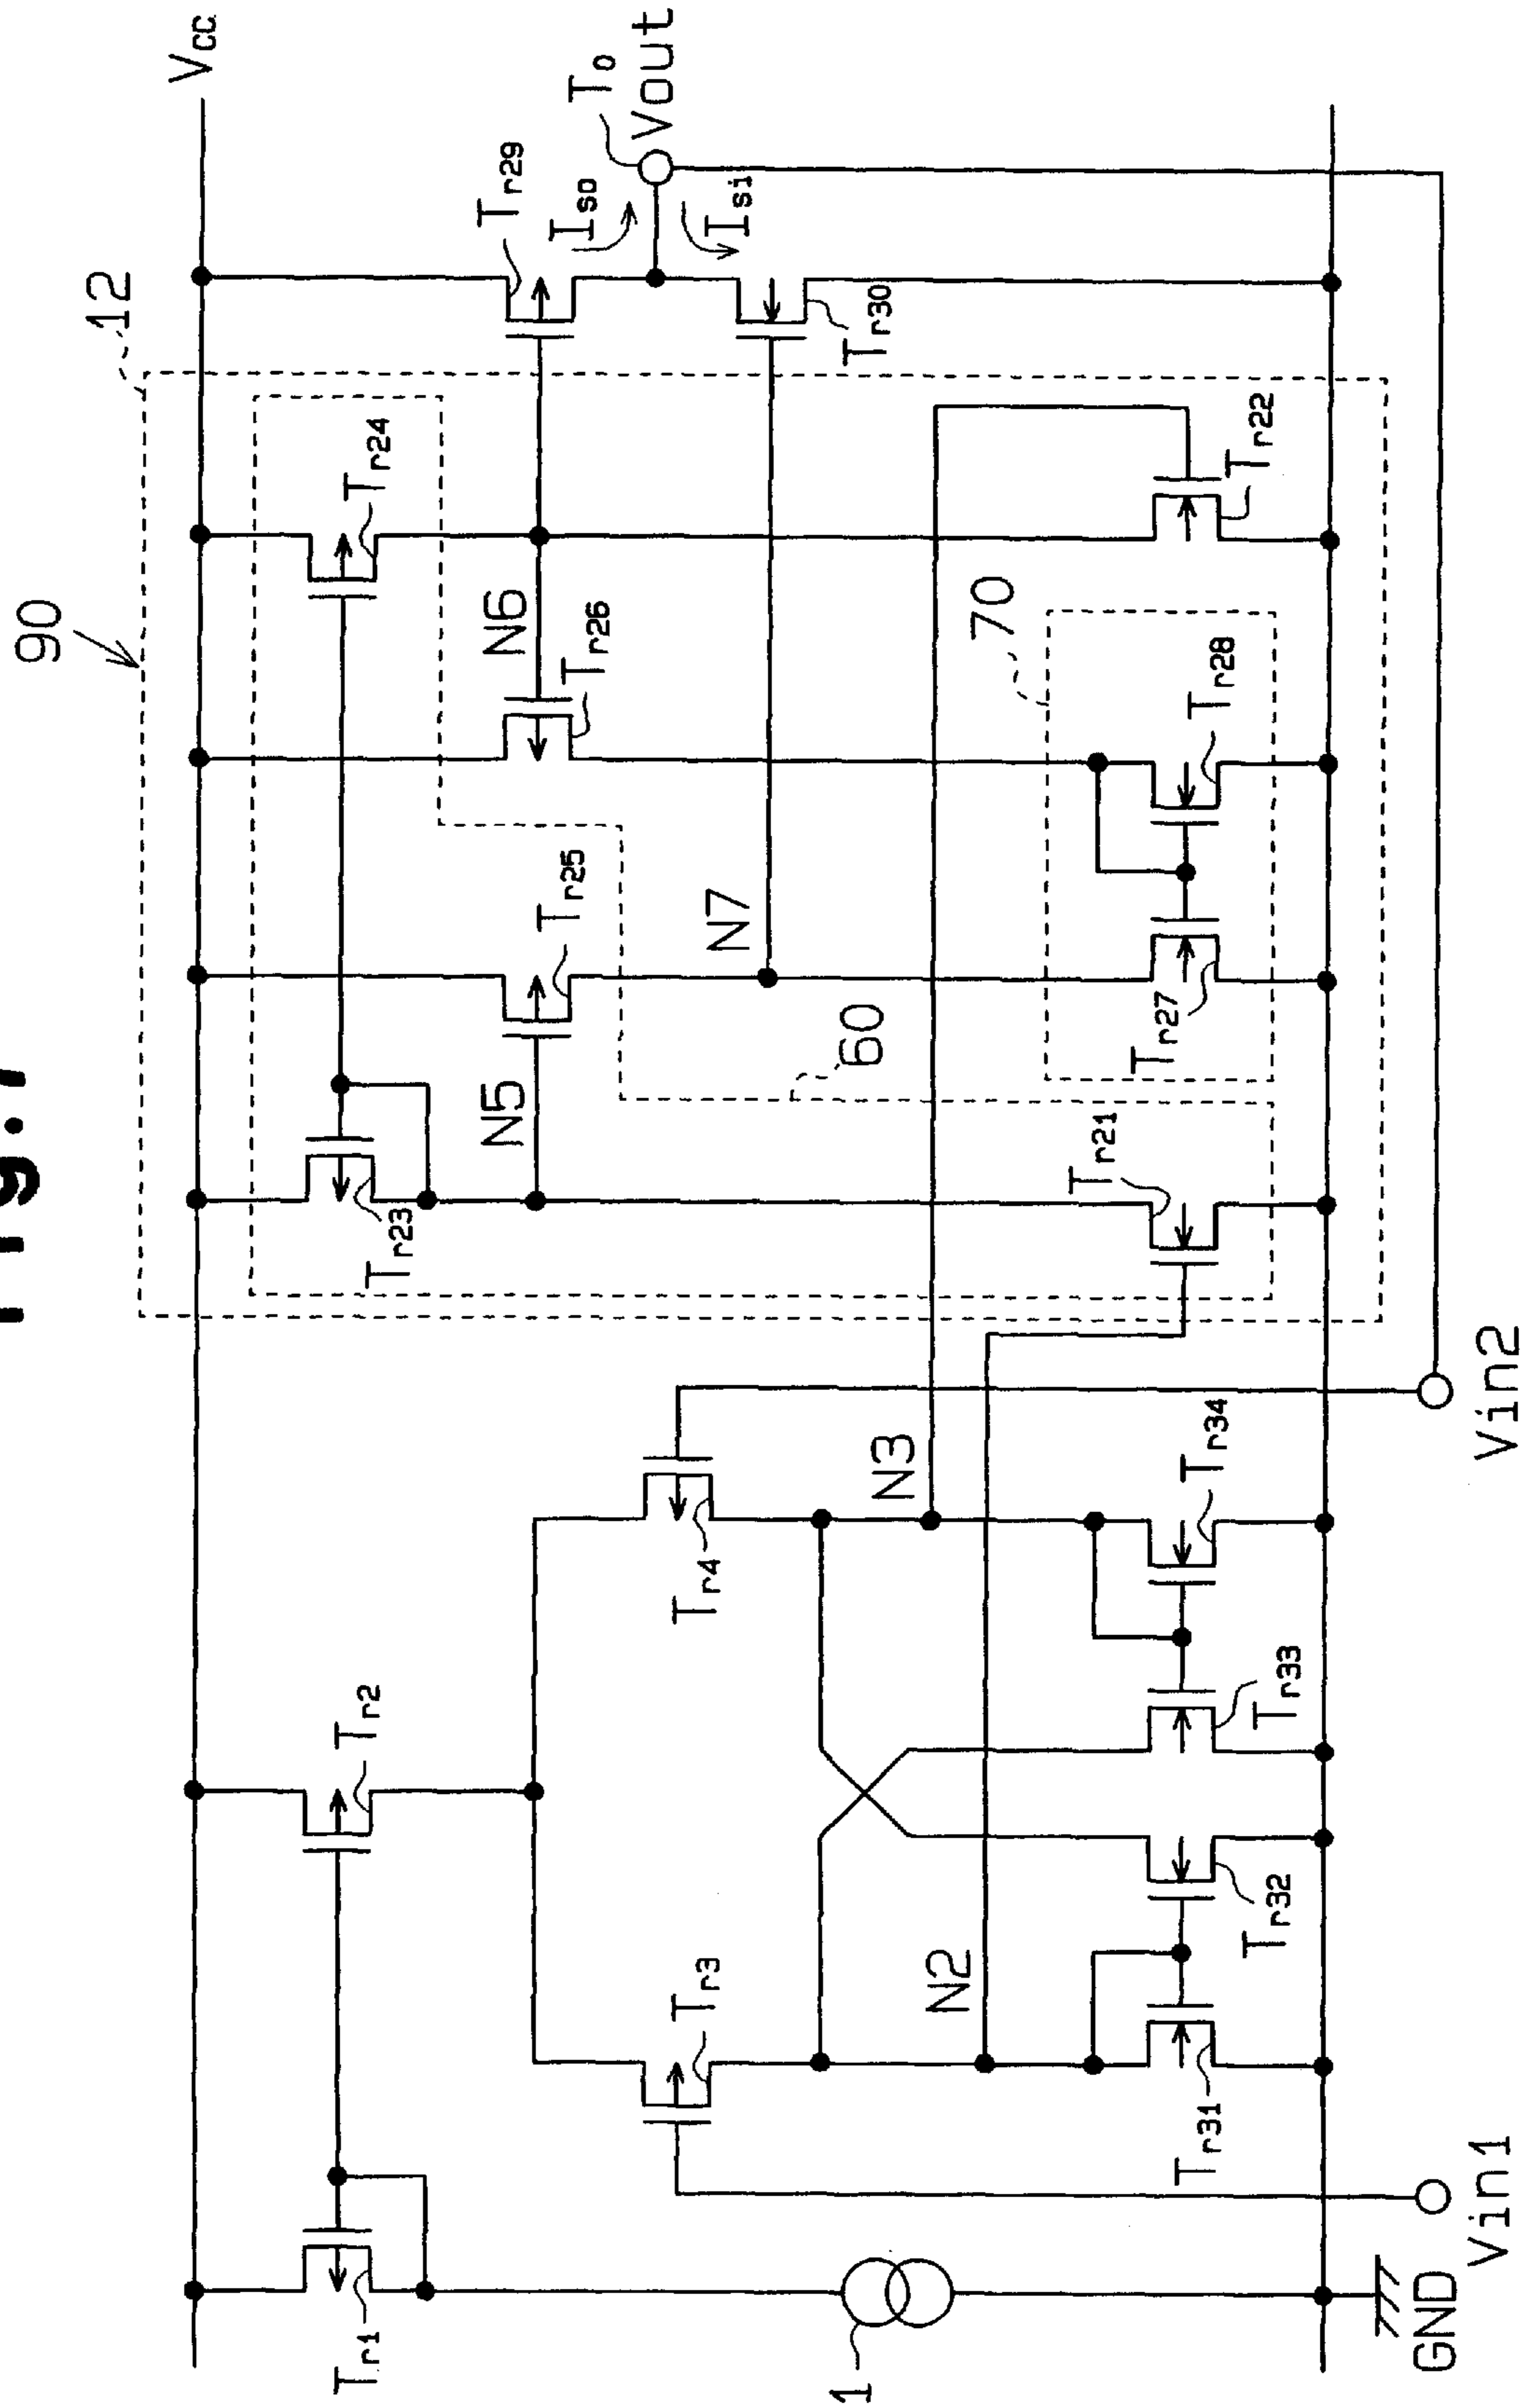 90
12
Vcc
Tr24
Tr29
Iso
To
Vout
Isi
Tr30
N6
Tr26
Tr25
N5
Tr23
N7
60
70
Tr28
Tr27
Tr22
Tr21
Tr1
Tr2
Tr3
Tr4
N2
N3
Tr31
Tr32
Tr33
Tr34
1
GND
Vin1
Vin2